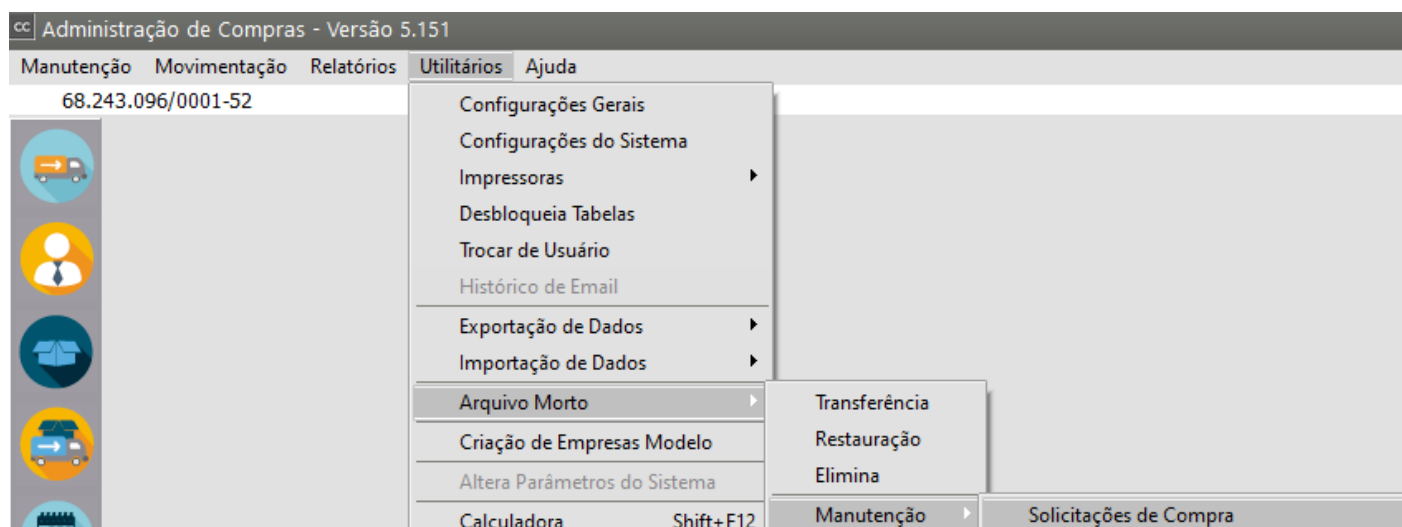 cc Administração de Compras - Versão 5.151
Manutenção Movimentação Relatórios Utilitários Ajuda
68.243.096/0001-52
Configurações Gerais
Configurações do Sistema
Impressoras
Desbloqueia Tabelas
Trocar de Usuário
Histórico de Email
Exportação de Dados
Importação de Dados
Arquivo Morto
Criação de Empresas Modelo
Altera Parâmetros do Sistema
Calculadora Shift+F12
Transferência
Restauração
Elimina
Manutenção
Solicitações de Compra